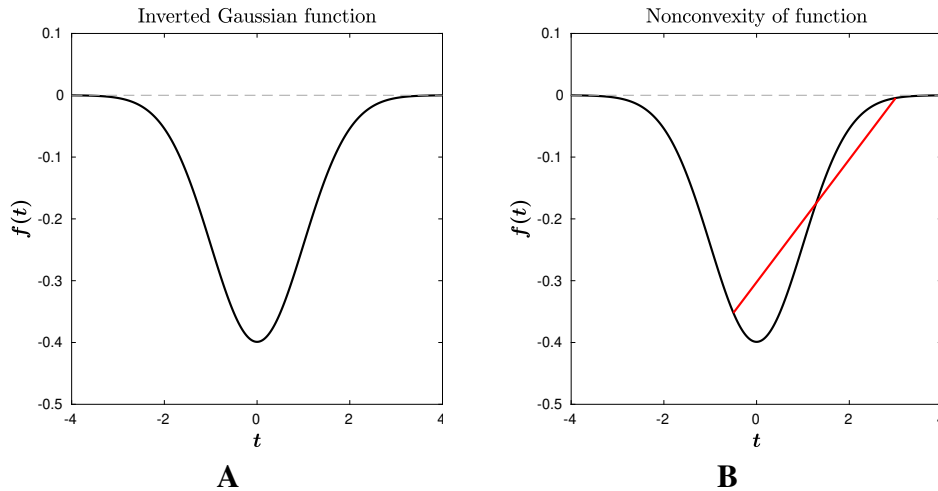 Inverted Gaussian function
0.1
0
-0.1
-0.2
-0.3
-0.4
-0.5
f(t)
-4 -2 0 2 4
t
A
Nonconvexity of function
0.1
0
-0.1
-0.2
-0.3
-0.4
-0.5
f(t)
-4 -2 0 2
t
B